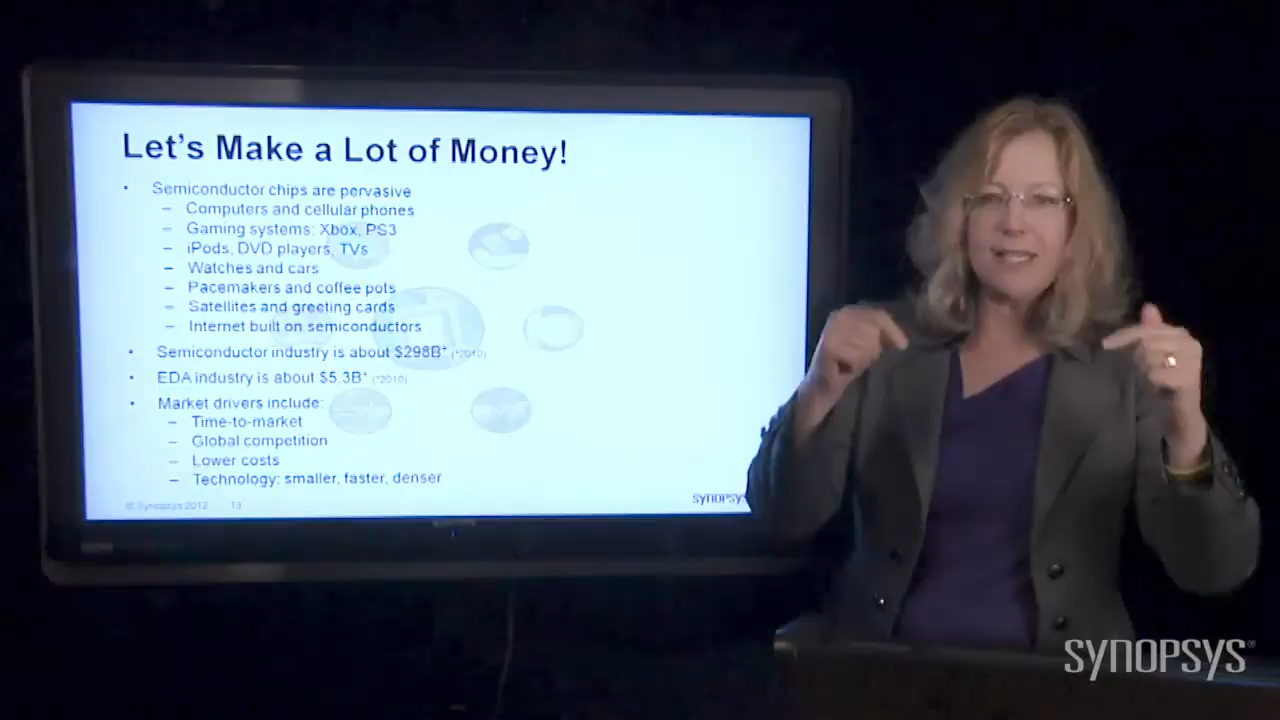 Let's Make a Lot of Money!
• Semiconductor chips are pervasive
– Computers and cellular phones
– Gaming systems: Xbox, PS3
– iPods, DVD players, TVs
– Watches and cars
– Pacemakers and coffee pots
– Satellites and greeting cards
– Internet built on semiconductors
• Semiconductor industry is about $298B* (*2010)
• EDA industry is about $5.3B* (*2010)
• Market drivers include:
– Time-to-market
– Global competition
– Lower costs
– Technology: smaller, faster, denser
© Synopsys 2012 13
SYNOPSYS
SYNOPSYS®